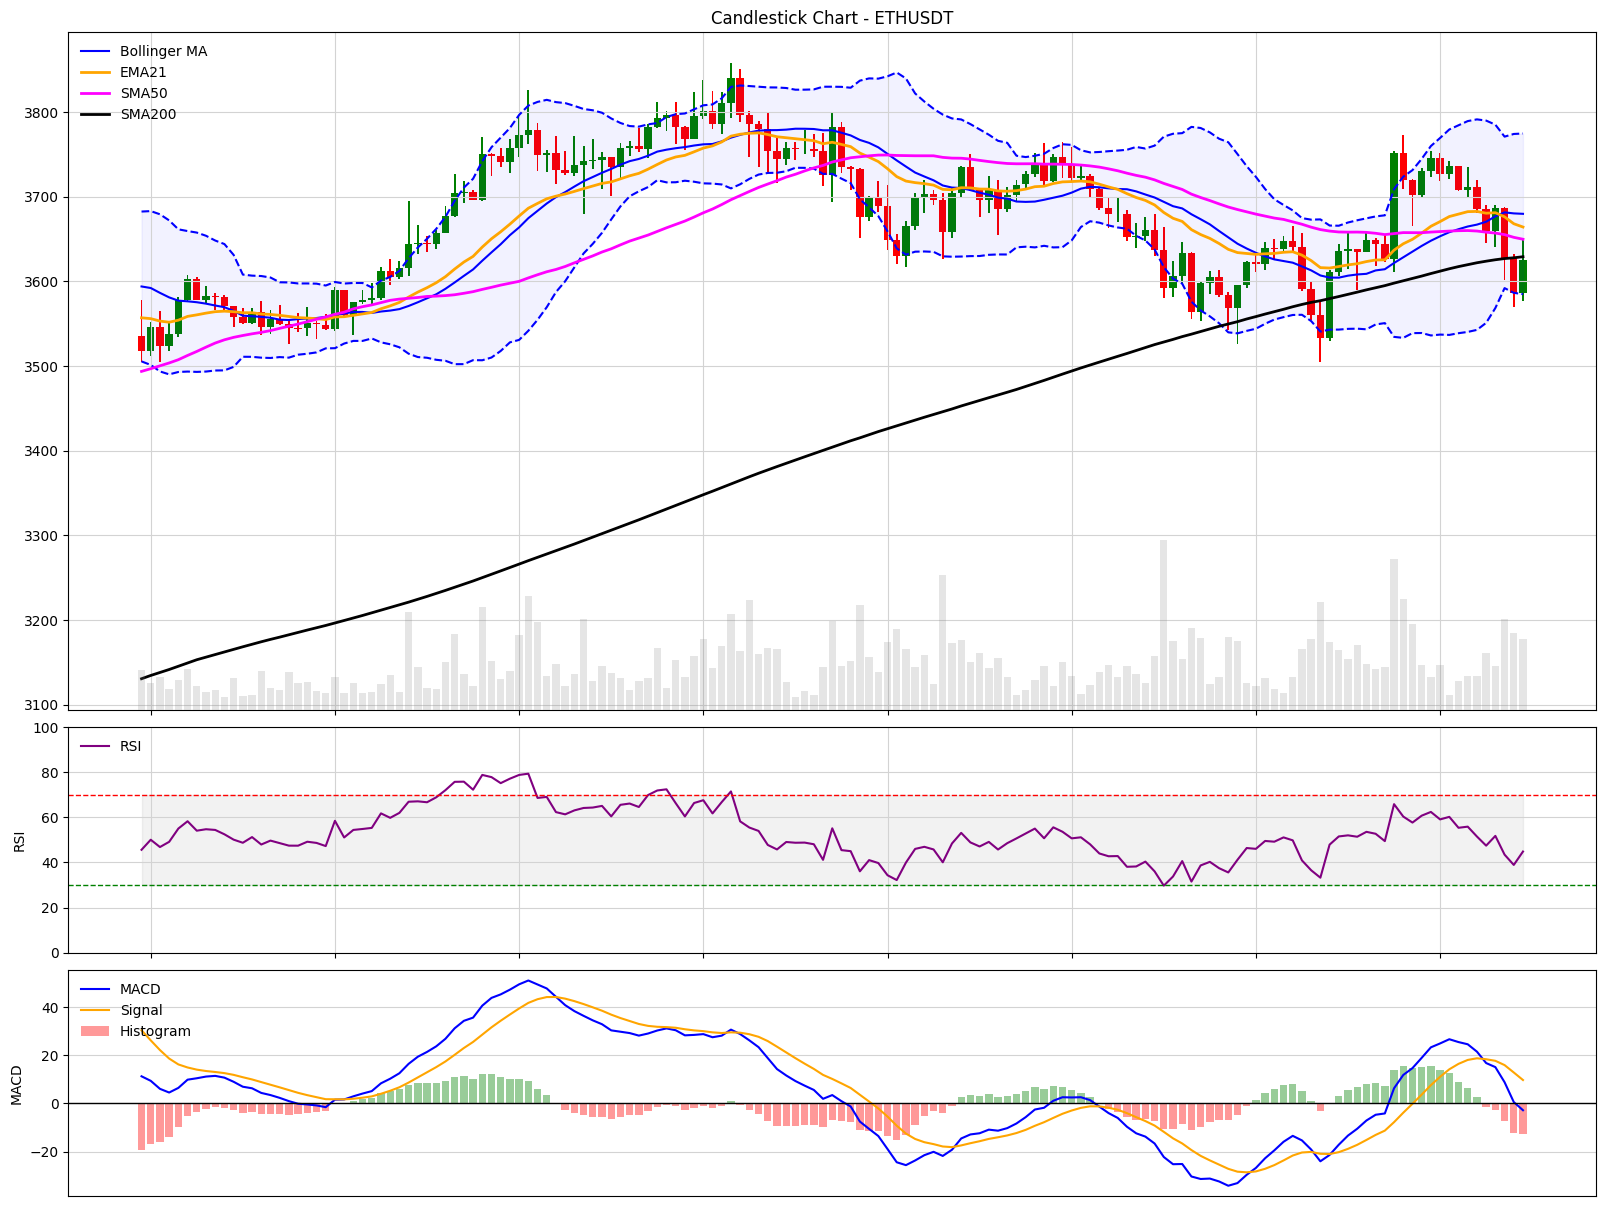 Candlestick Chart - ETHUSDT
Bollinger MA
EMA21
SMA50
SMA200
3800
3700
3600
3500
3400
3300
3200
3100
RSI
RSI
100
80
60
40
20
0
MACD
Signal
Histogram
MACD
40
20
0
−20